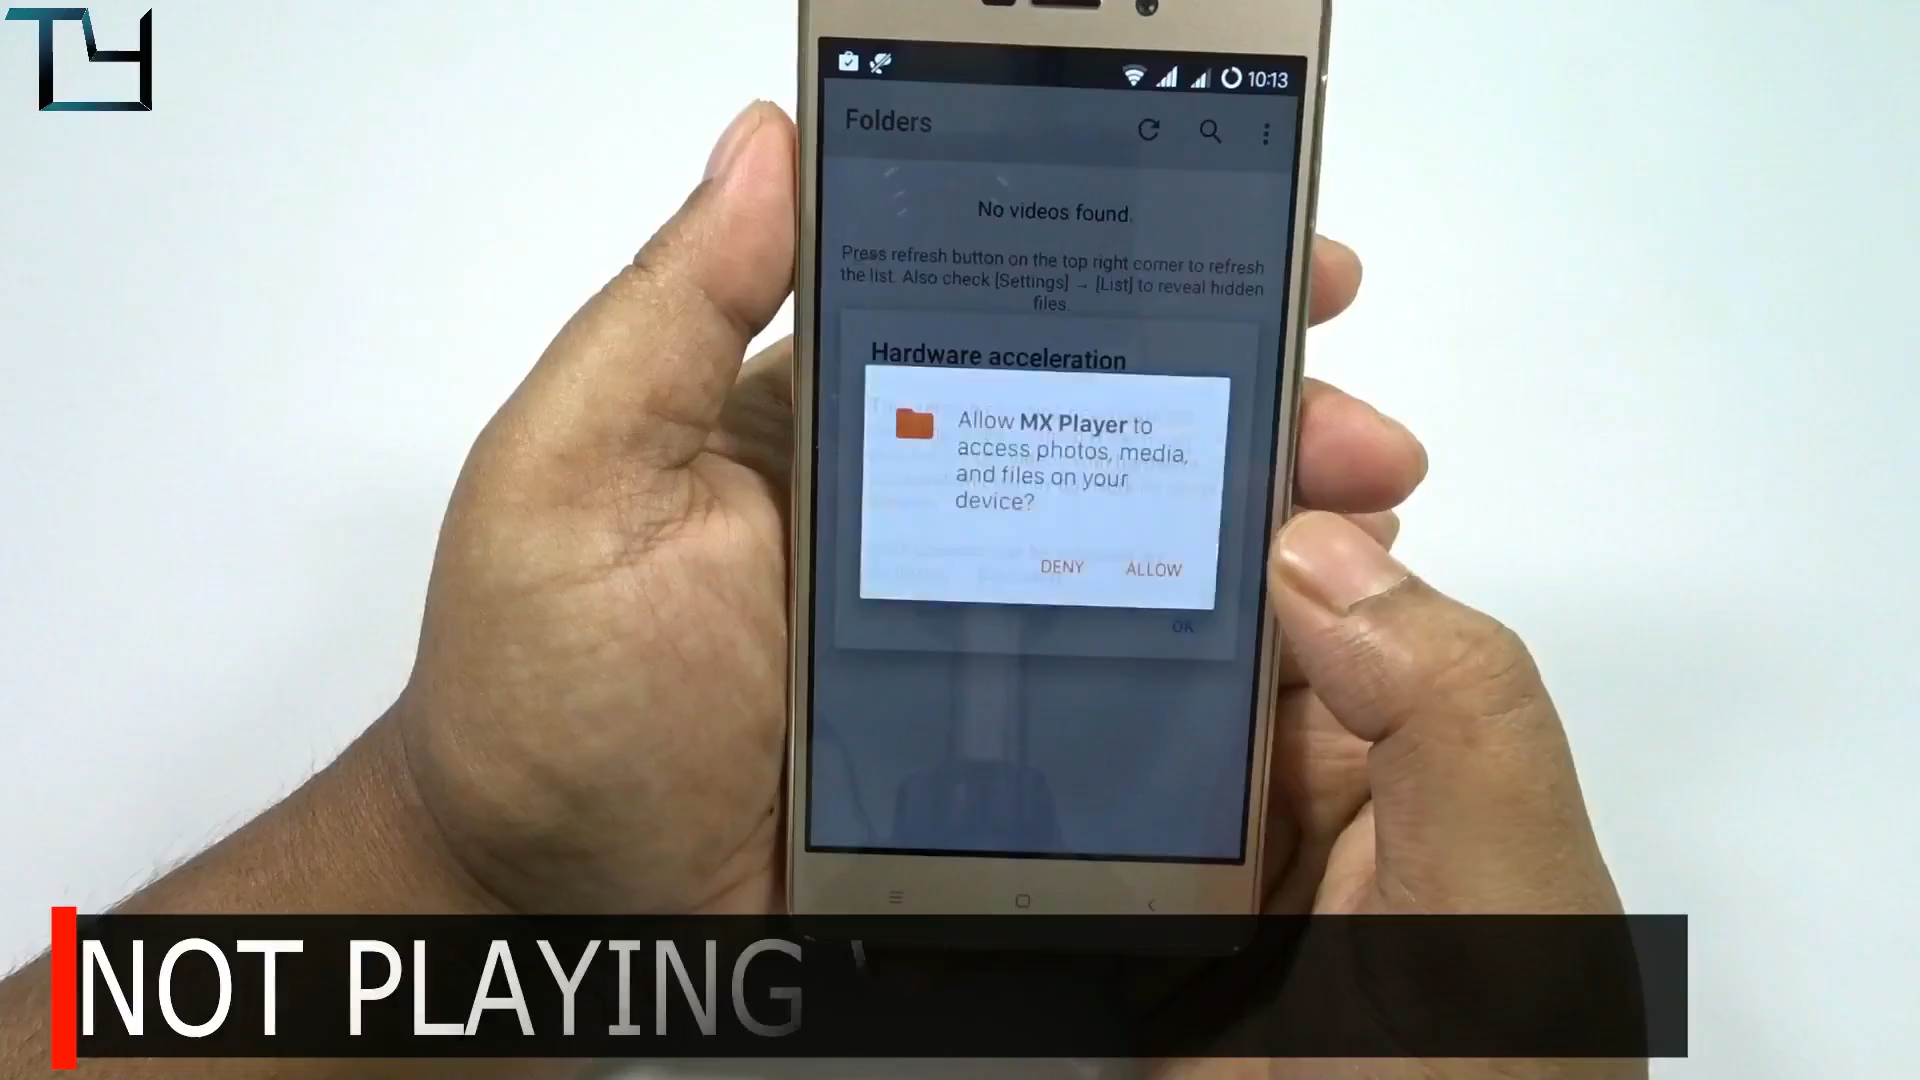 TY
10:13
Folders
No videos found.
Press refresh button on the top right corner to refresh
the list. Also check [Settings] → [List] to reveal hidden
files.
Hardware acceleration
Allow MX Player to
access photos, media,
and files on your
device?
DENY ALLOW
OK
NOT PLAYING